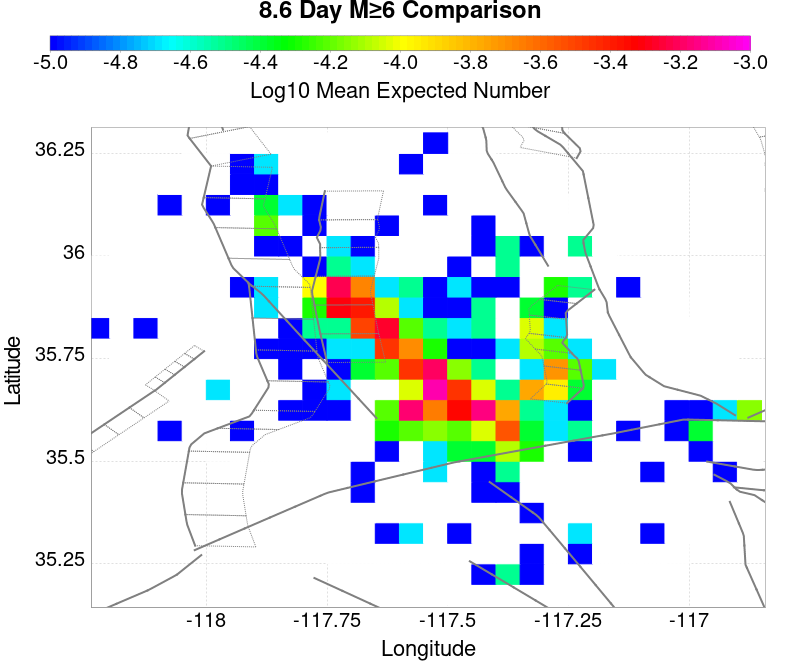 8.6 Day M≥6 Comparison
-5.0 -4.8 -4.6 -4.4 -4.2 -4.0 -3.8 -3.6 -3.4 -3.2 -3.0
Log10 Mean Expected Number
36.25
36
35.75
35.5
35.25
Latitude
-118 -117.75 -117.5 -117.25 -117
Longitude